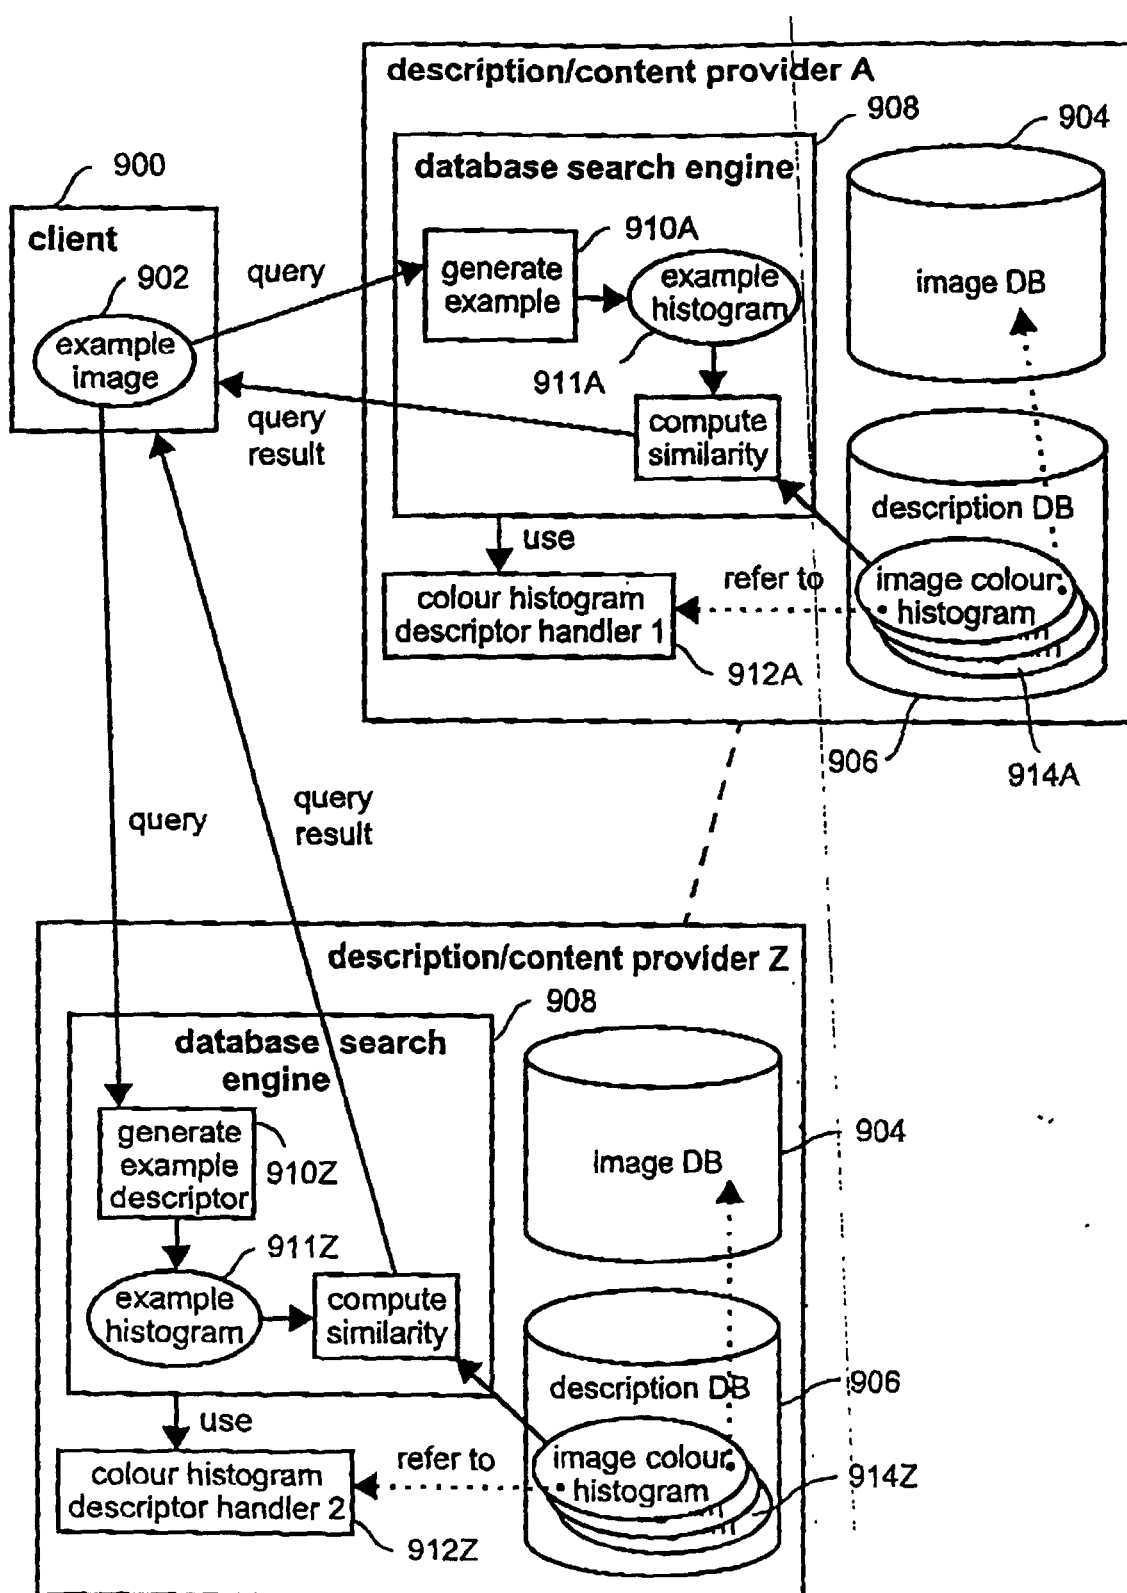 description/content provider A
908
904
900
database search engine
client
910A
902
query
generate
example
example
histogram
image DB
example
image
911A
query
result
compute
similarity
description DB
use
refer to
image colour
histogram
colour histogram
descriptor handler 1
912A
906
914A
query
result
query
description/content provider Z
908
database search
engine
904
generate
example
descriptor
910Z
image DB
911Z
example
histogram
compute
similarity
description DB
906
use
refer to
image colour
histogram
914Z
colour histogram
descriptor handler 2
912Z